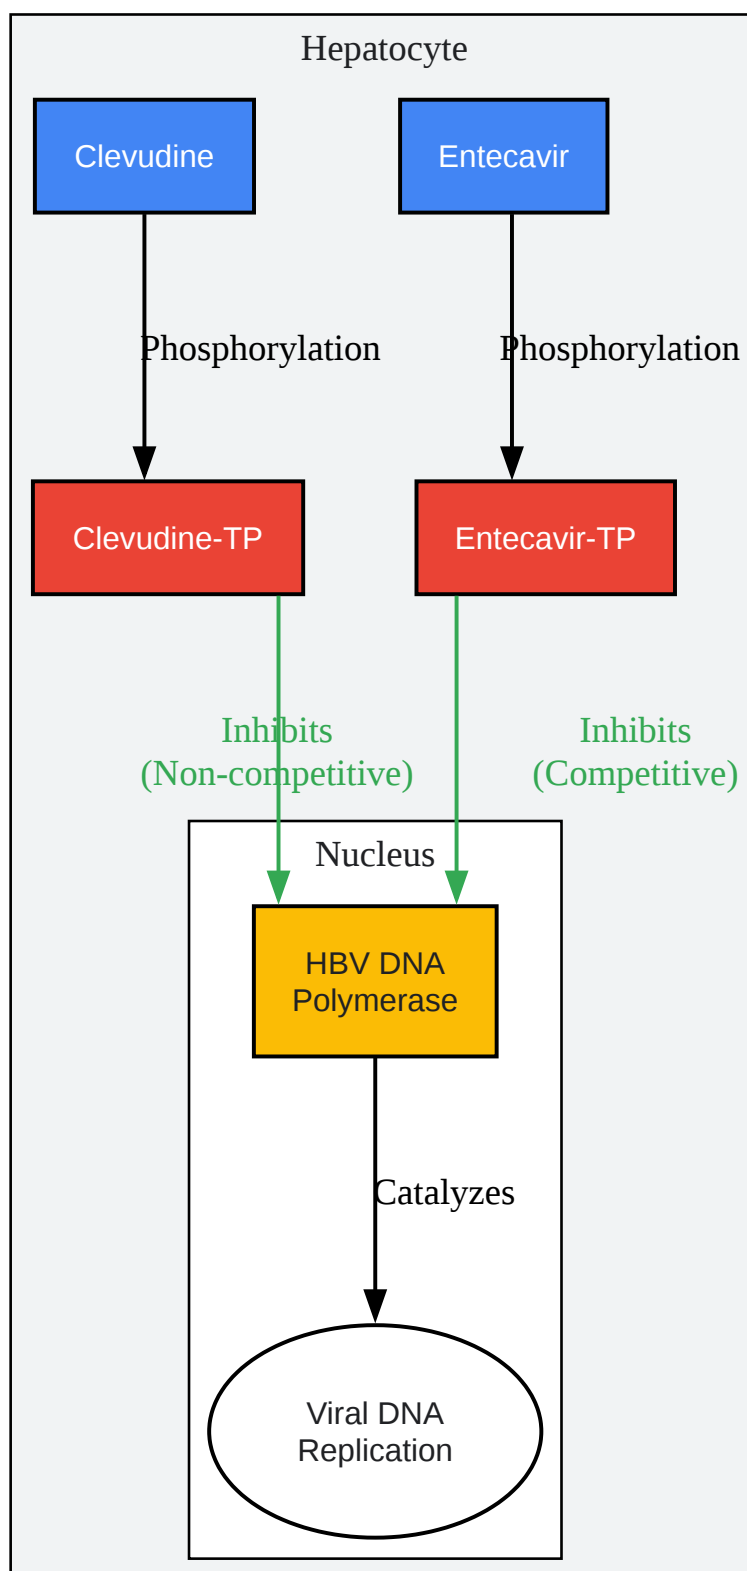 Hepatocyte
Clevudine
Entecavir
Phosphorylation
Phosphorylation
Clevudine-TP
Entecavir-TP
Inhibits
(Non-competitive)
Inhibits
(Competitive)
Nucleus
HBV DNA
Polymerase
Catalyzes
Viral DNA
Replication